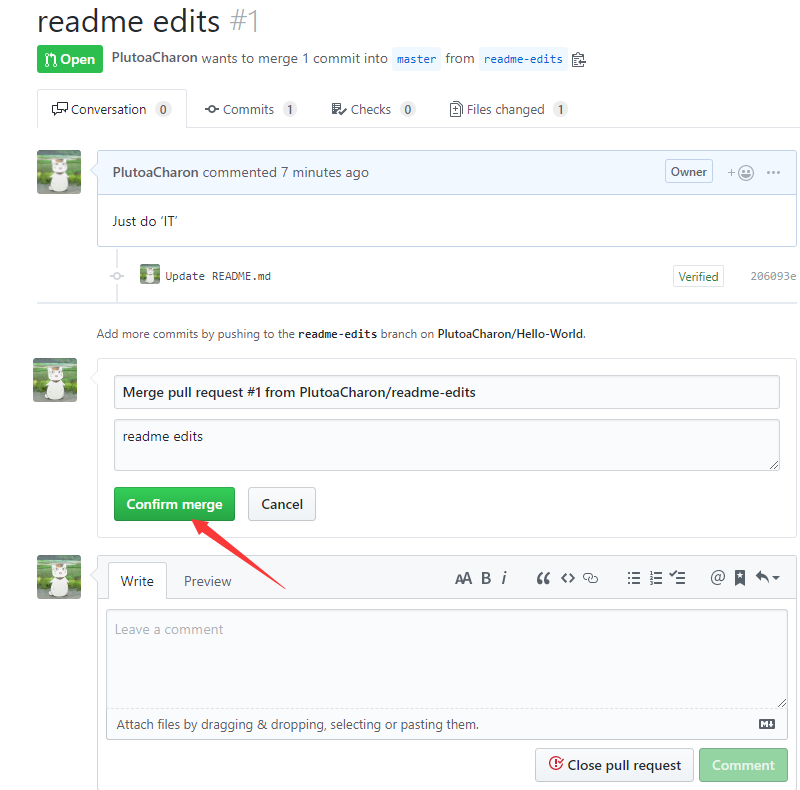 readme edits #1
Open PlutoaCharon wants to merge 1 commit into master from readme-edits
Conversation 0 Commits 1 Checks 0 Files changed 1
PlutoaCharon commented 7 minutes ago Owner
Just do ‘IT’
Update README.md Verified 206093e
Add more commits by pushing to the readme-edits branch on PlutoaCharon/Hello-World.
Merge pull request #1 from PlutoaCharon/readme-edits
readme edits
Confirm merge Cancel
Write Preview AA B i @
Leave a comment
Attach files by dragging & dropping, selecting or pasting them.
Close pull request Comment